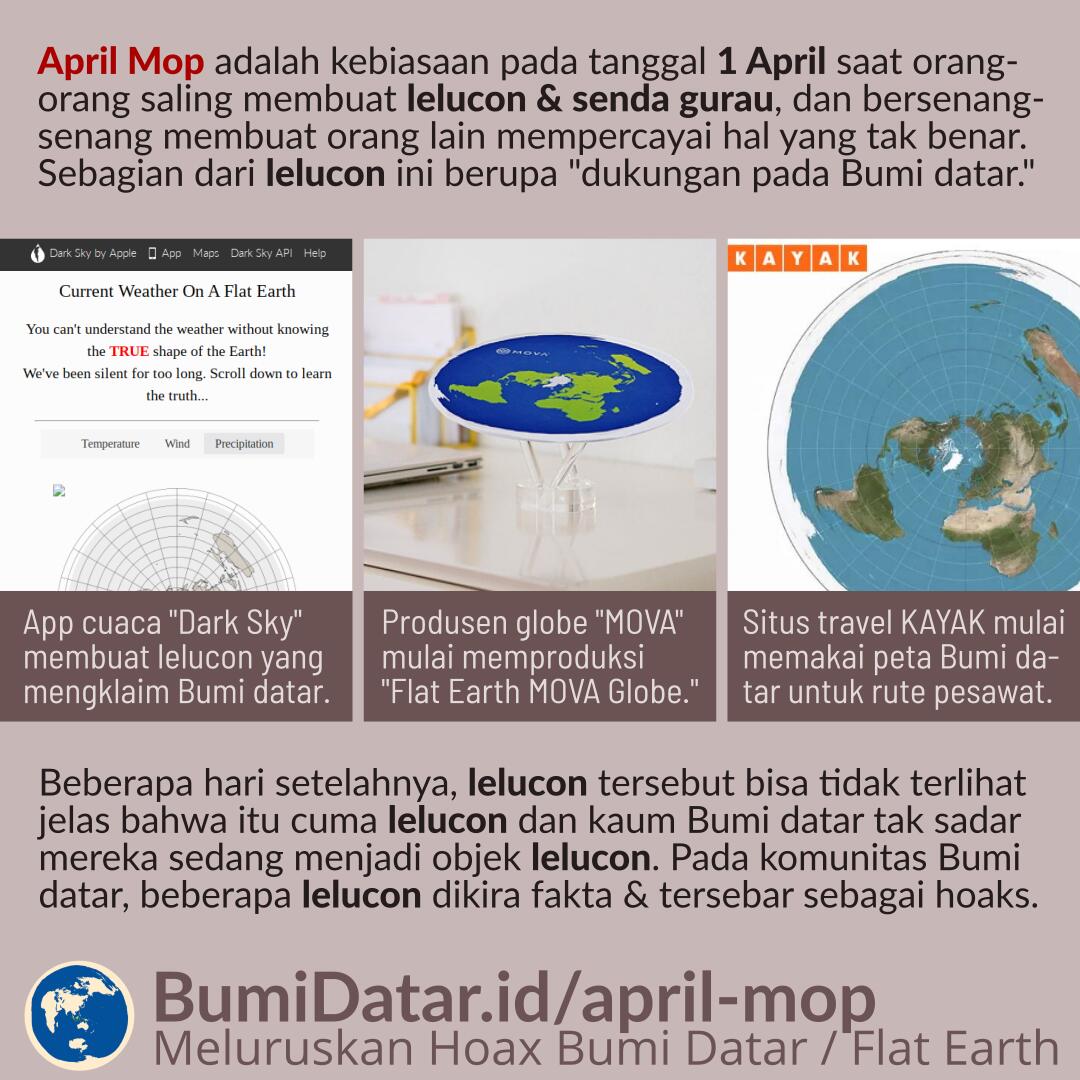 April Mop adalah kebiasaan pada tanggal 1 April saat orang-
orang saling membuat lelucon & senda gurau, dan bersenang-
senang membuat orang lain mempercayai hal yang tak benar.
Sebagian dari lelucon ini berupa "dukungan pada Bumi datar."
Dark Sky by Apple App Maps Dark Sky API Help
Current Weather On A Flat Earth
You can't understand the weather without knowing
the TRUE shape of the Earth!
We've been silent for too long. Scroll down to learn
the truth...
Temperature Wind Precipitation
App cuaca "Dark Sky"
membuat lelucon yang
mengklaim Bumi datar.
MOVA
Produsen globe "MOVA"
mulai memproduksi
"Flat Earth MOVA Globe."
KAYAK
Situs travel KAYAK mulai
memakai peta Bumi da-
tar untuk rute pesawat.
Beberapa hari setelahnya, lelucon tersebut bisa tidak terlihat
jelas bahwa itu cuma lelucon dan kaum Bumi datar tak sadar
mereka sedang menjadi objek lelucon. Pada komunitas Bumi
datar, beberapa lelucon dikira fakta & tersebar sebagai hoaks.
BumiDatar.id/april-mop
Meluruskan Hoax Bumi Datar / Flat Earth